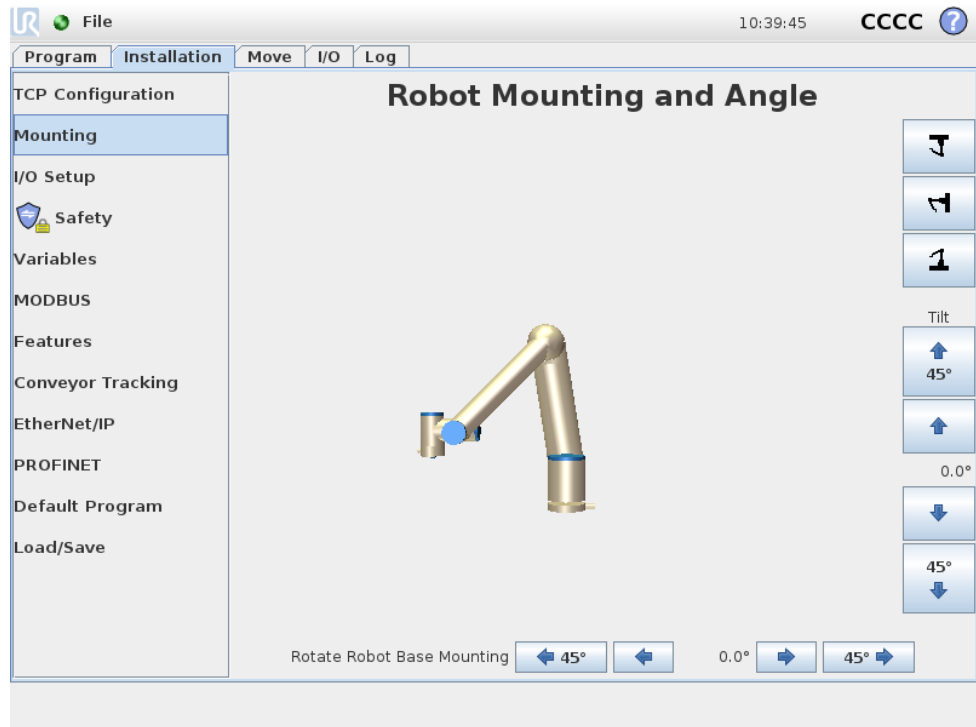 UR File 10:39:45 CCCC ?
Program Installation Move I/O Log
TCP Configuration
Mounting
I/O Setup
Safety
Variables
MODBUS
Features
Conveyor Tracking
EtherNet/IP
PROFINET
Default Program
Load/Save
Robot Mounting and Angle
Tilt
45°
0.0°
45°
Rotate Robot Base Mounting 45° 0.0° 45°